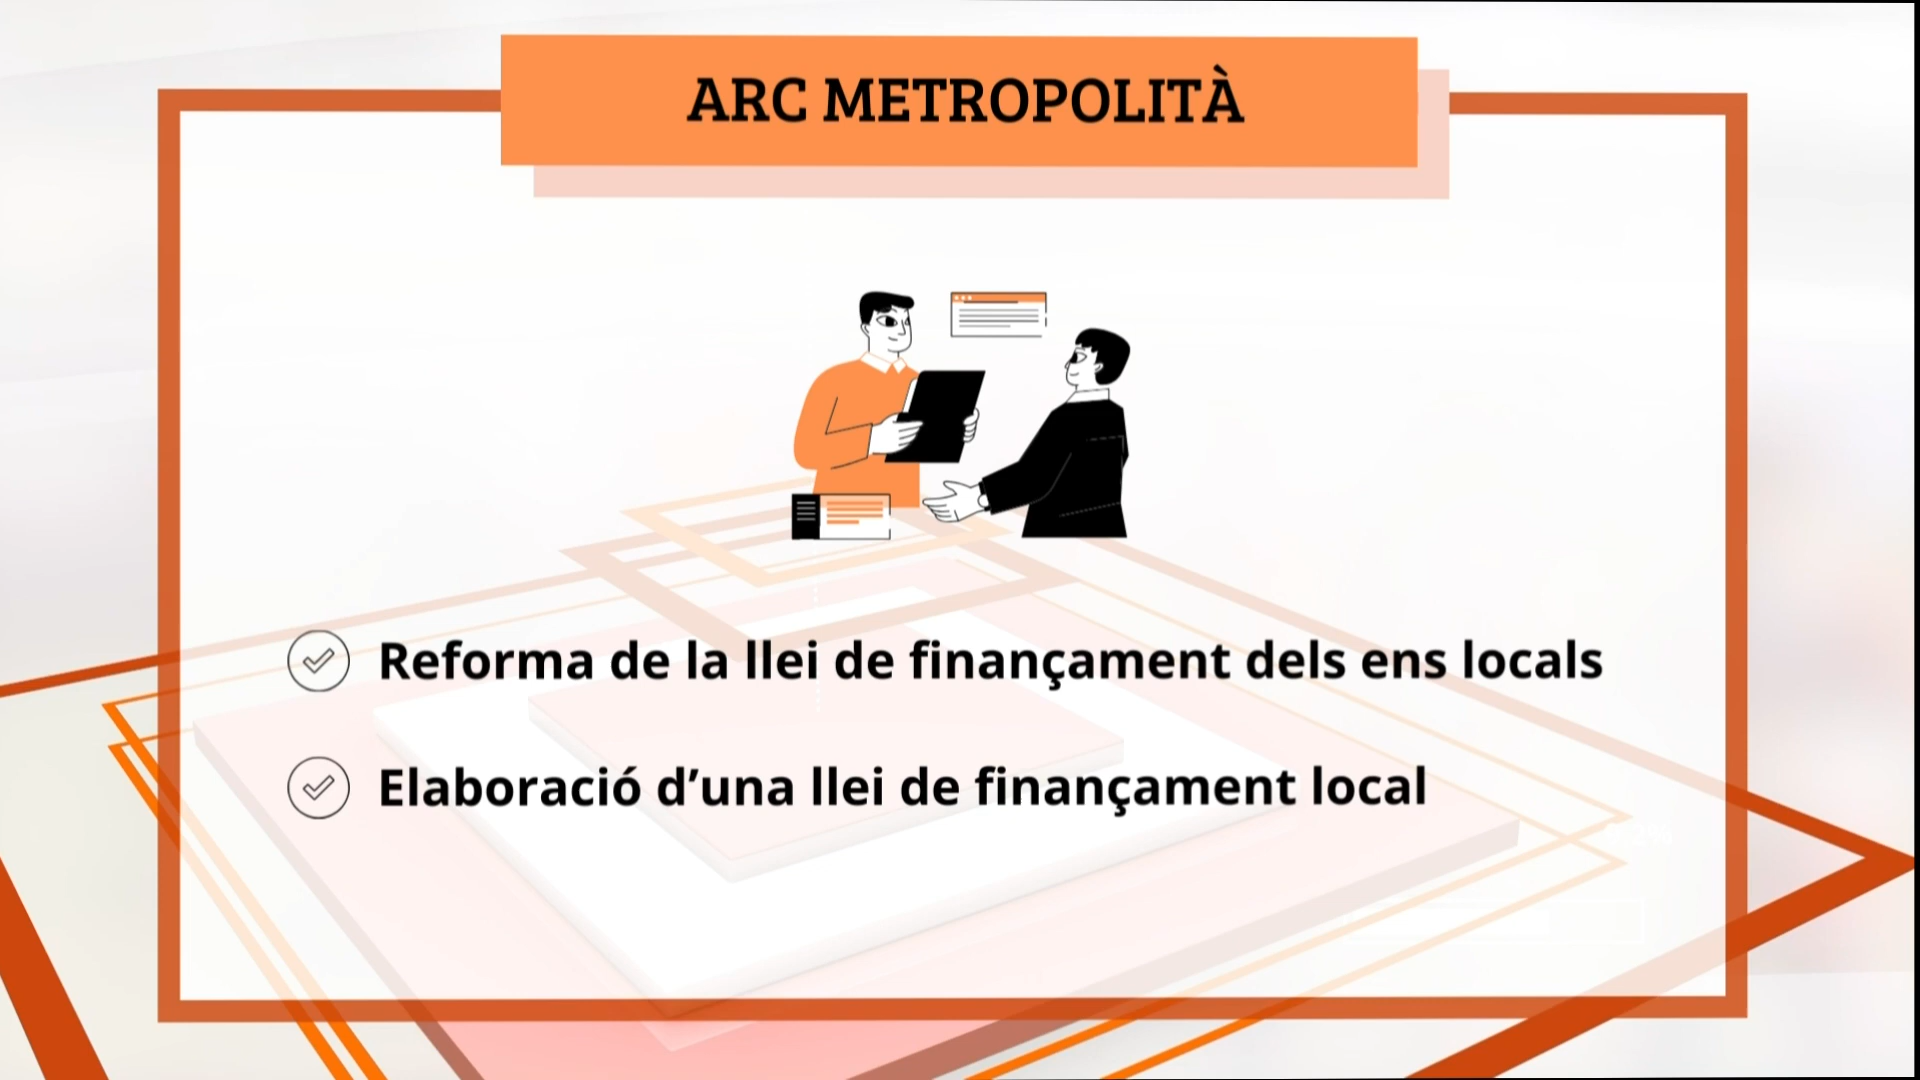 ARC METROPOLITÀ
Reforma de la llei de finançament dels ens locals
Elaboració d’una llei de finançament local